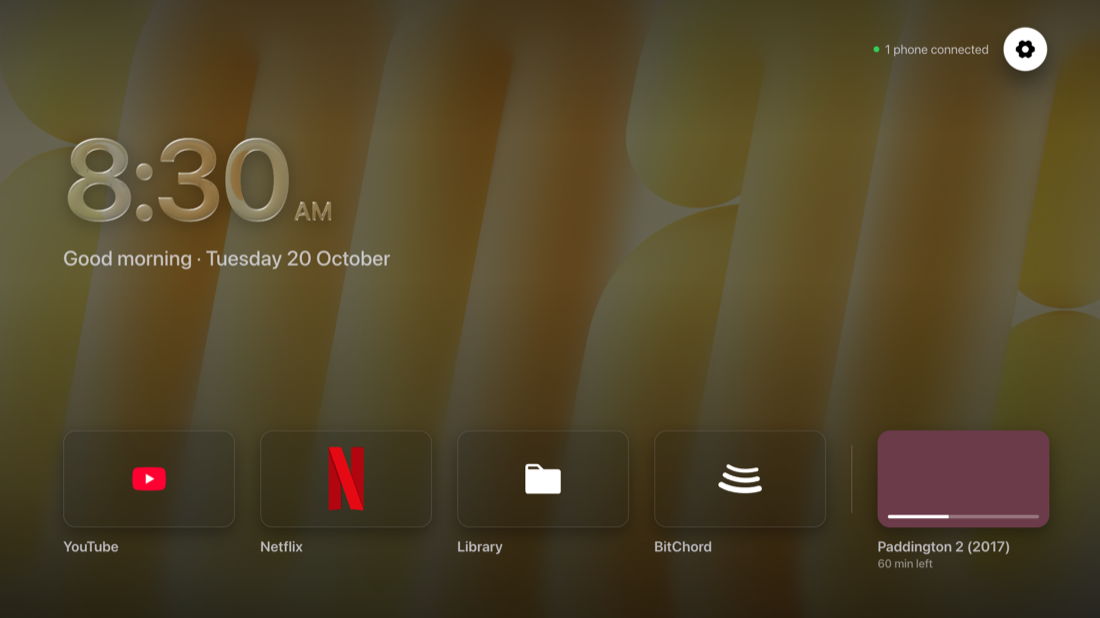 1 phone connected
8:30 AM
Good morning · Tuesday 20 October
YouTube
Netflix
Library
BitChord
Paddington 2 (2017)
60 min left